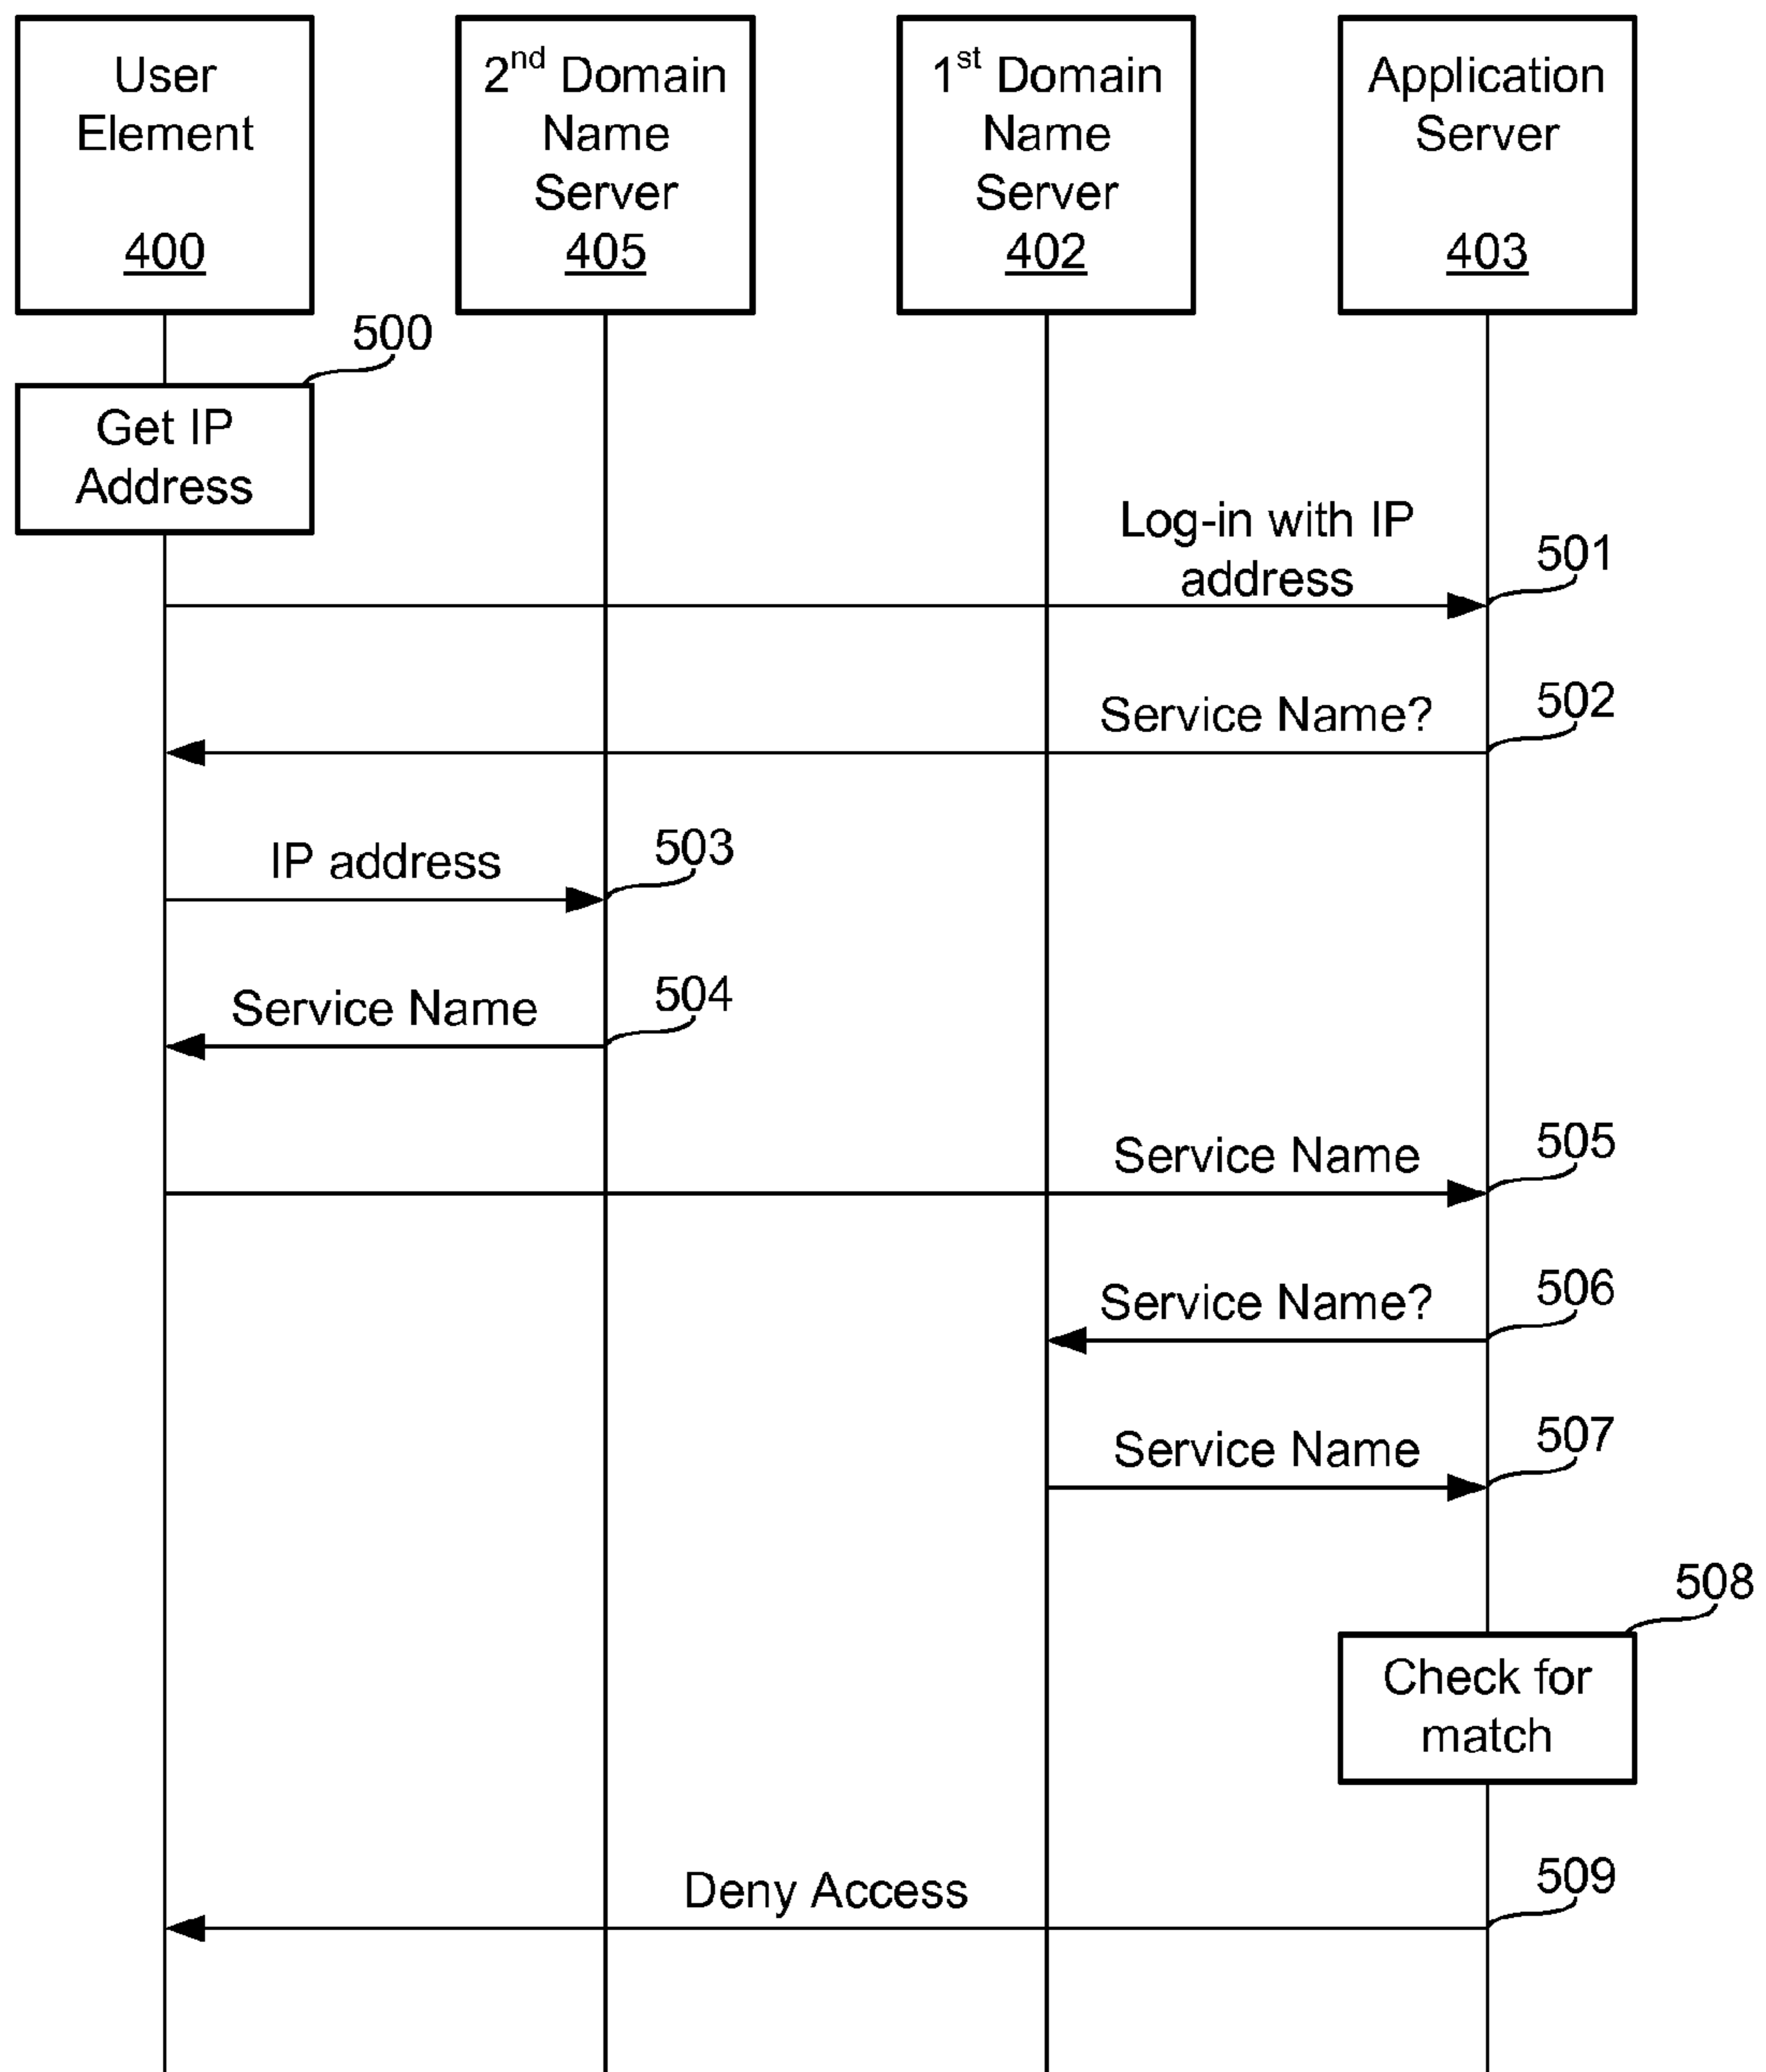 User
Element
400
2nd Domain
Name
Server
405
1st Domain
Name
Server
402
Application
Server
403
500
Get IP
Address
Log-in with IP
address
501
Service Name?
502
IP address
503
Service Name
504
Service Name
505
Service Name?
506
Service Name
507
508
Check for
match
Deny Access
509